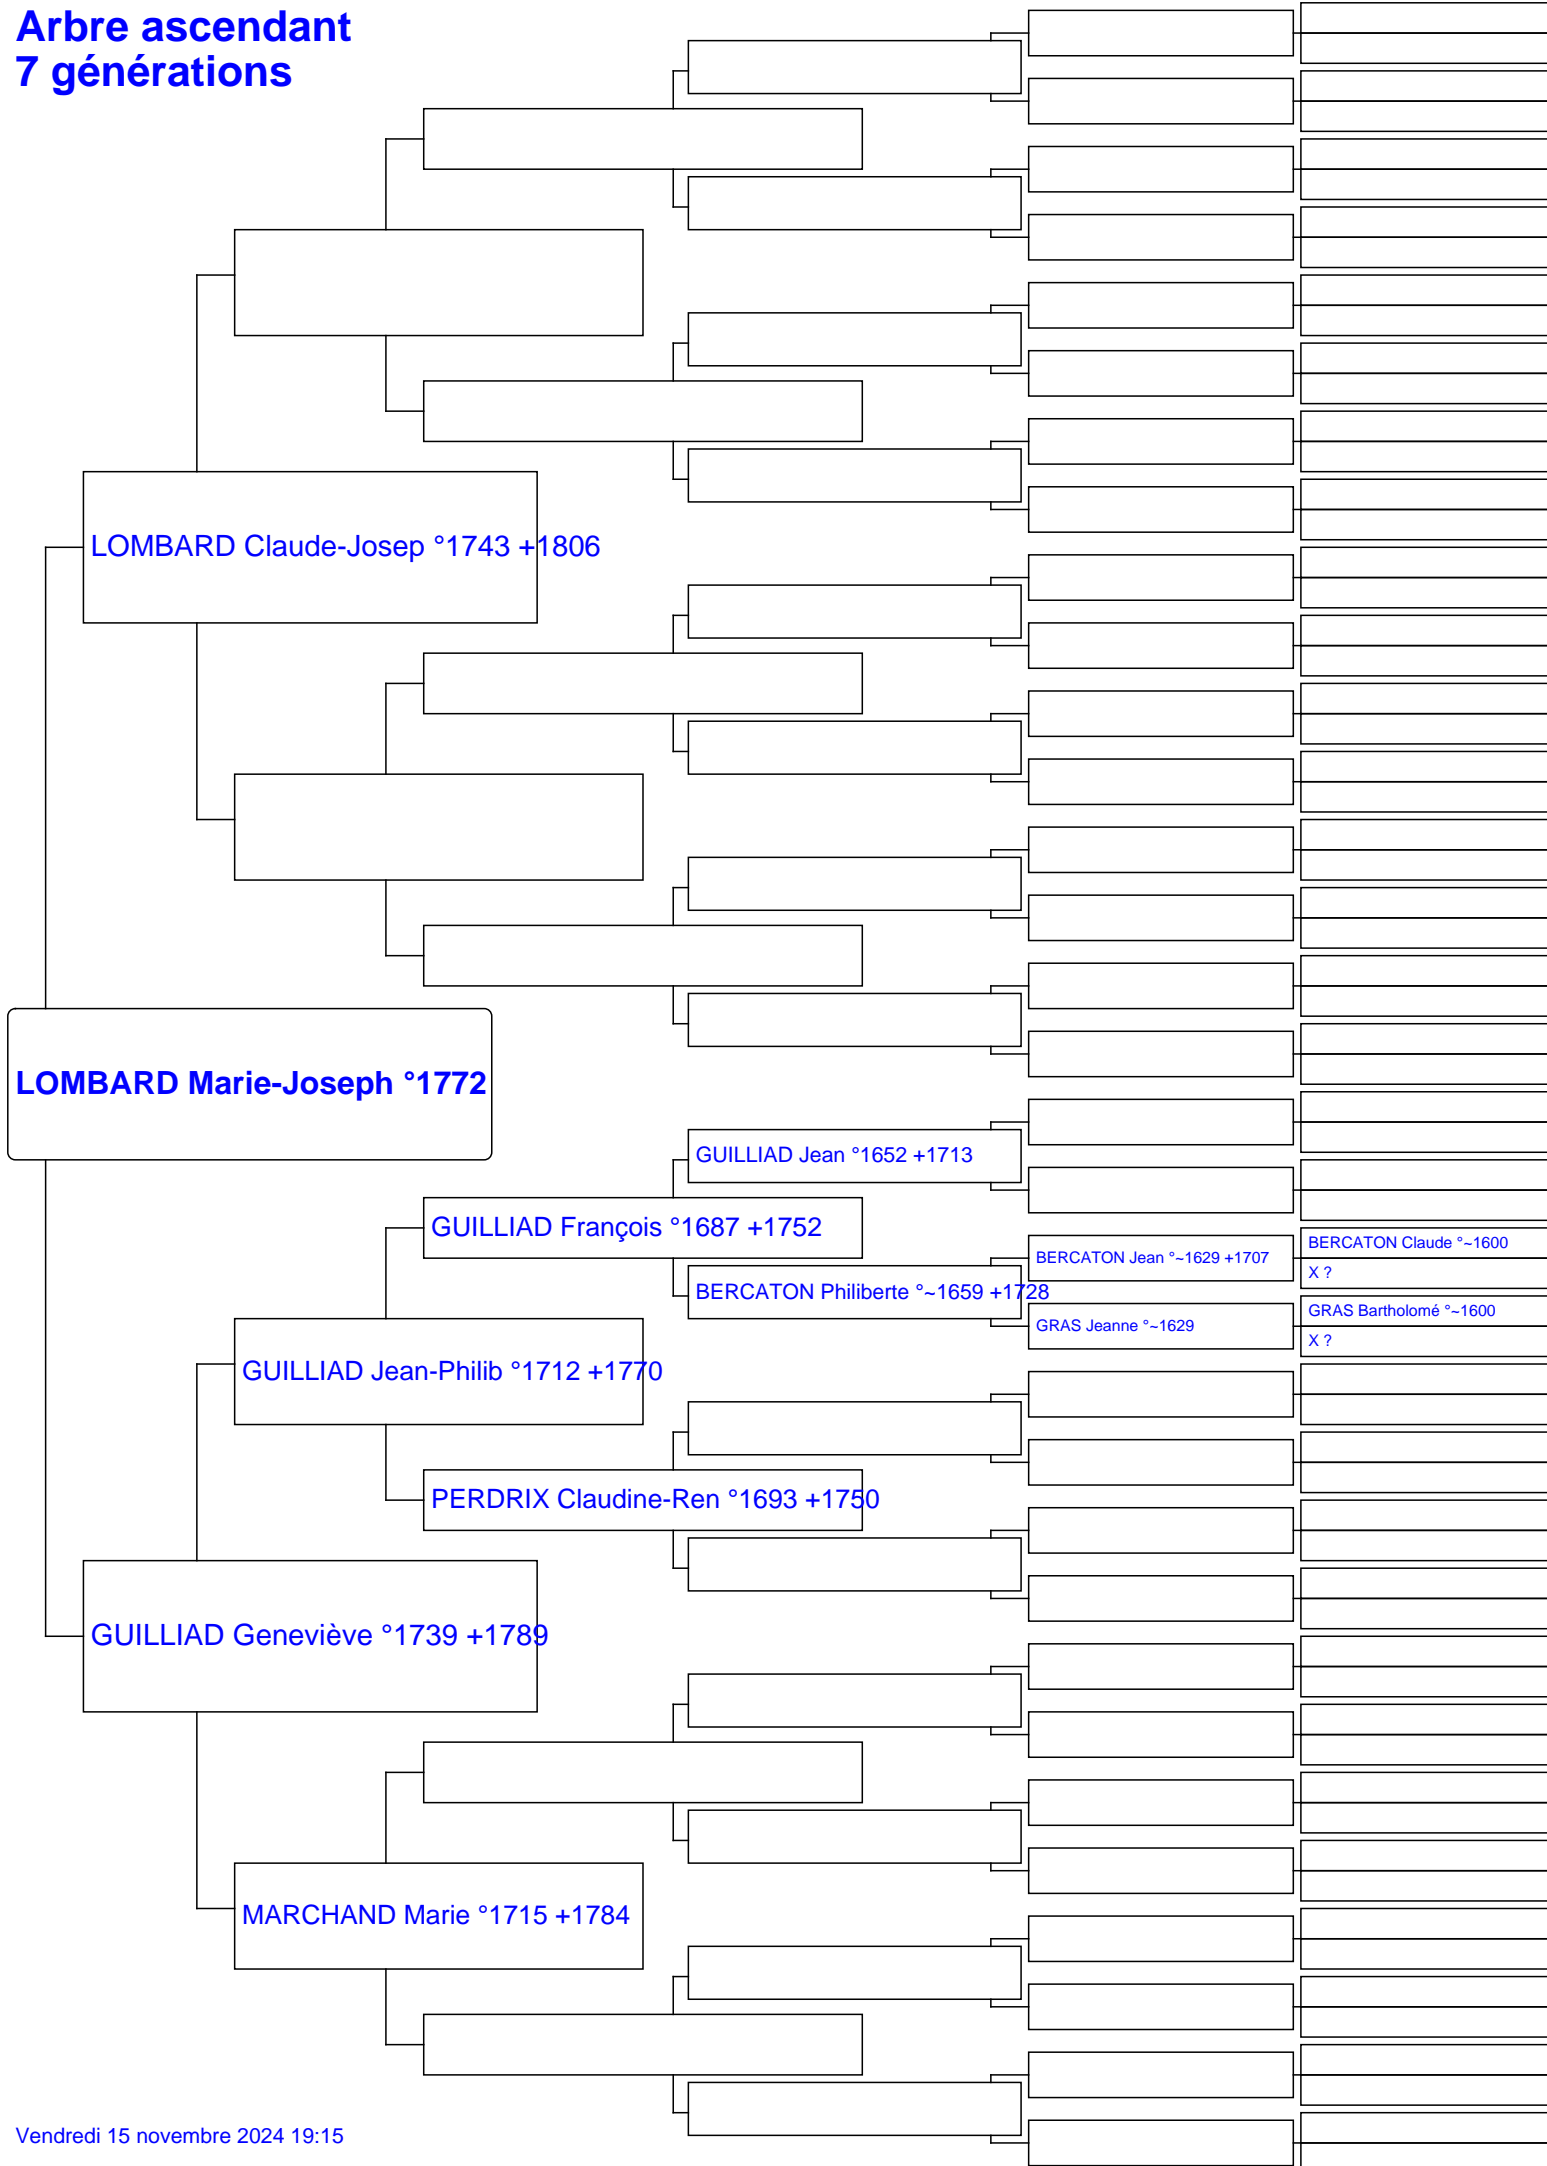 Arbre ascendant
7 générations
LOMBARD Claude-Josep °1743 +1806
LOMBARD Marie-Joseph °1772
GUILLIAD Jean °1652 +1713
GUILLIAD François °1687 +1752
BERCATON Jean °~1629 +1707
BERCATON Claude °~1600
X ?
BERCATON Philiberte °~1659 +1728
GRAS Jeanne °~1629
GRAS Bartholomé °~1600
X ?
GUILLIAD Jean-Philib °1712 +1770
PERDRIX Claudine-Ren °1693 +1750
GUILLIAD Geneviève °1739 +1789
MARCHAND Marie °1715 +1784
Vendredi 15 novembre 2024 19:15